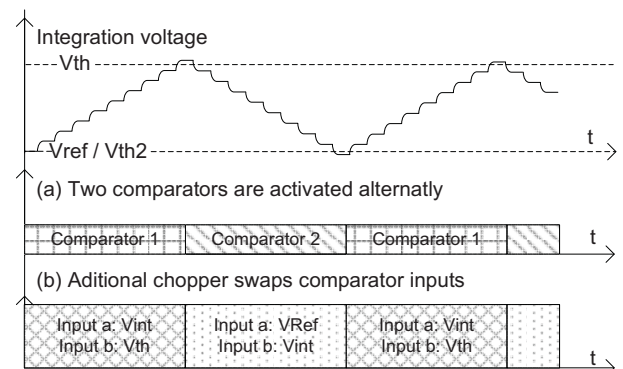 Integration voltage
Vth
Vref / Vth2
t
(a) Two comparators are activated alternatly
Comparator 1 Comparator 2 Comparator 1 t
(b) Aditional chopper swaps comparator inputs
Input a: Vint Input a: VRef Input a: Vint
Input b: Vth Input b: Vint Input b: Vth
t